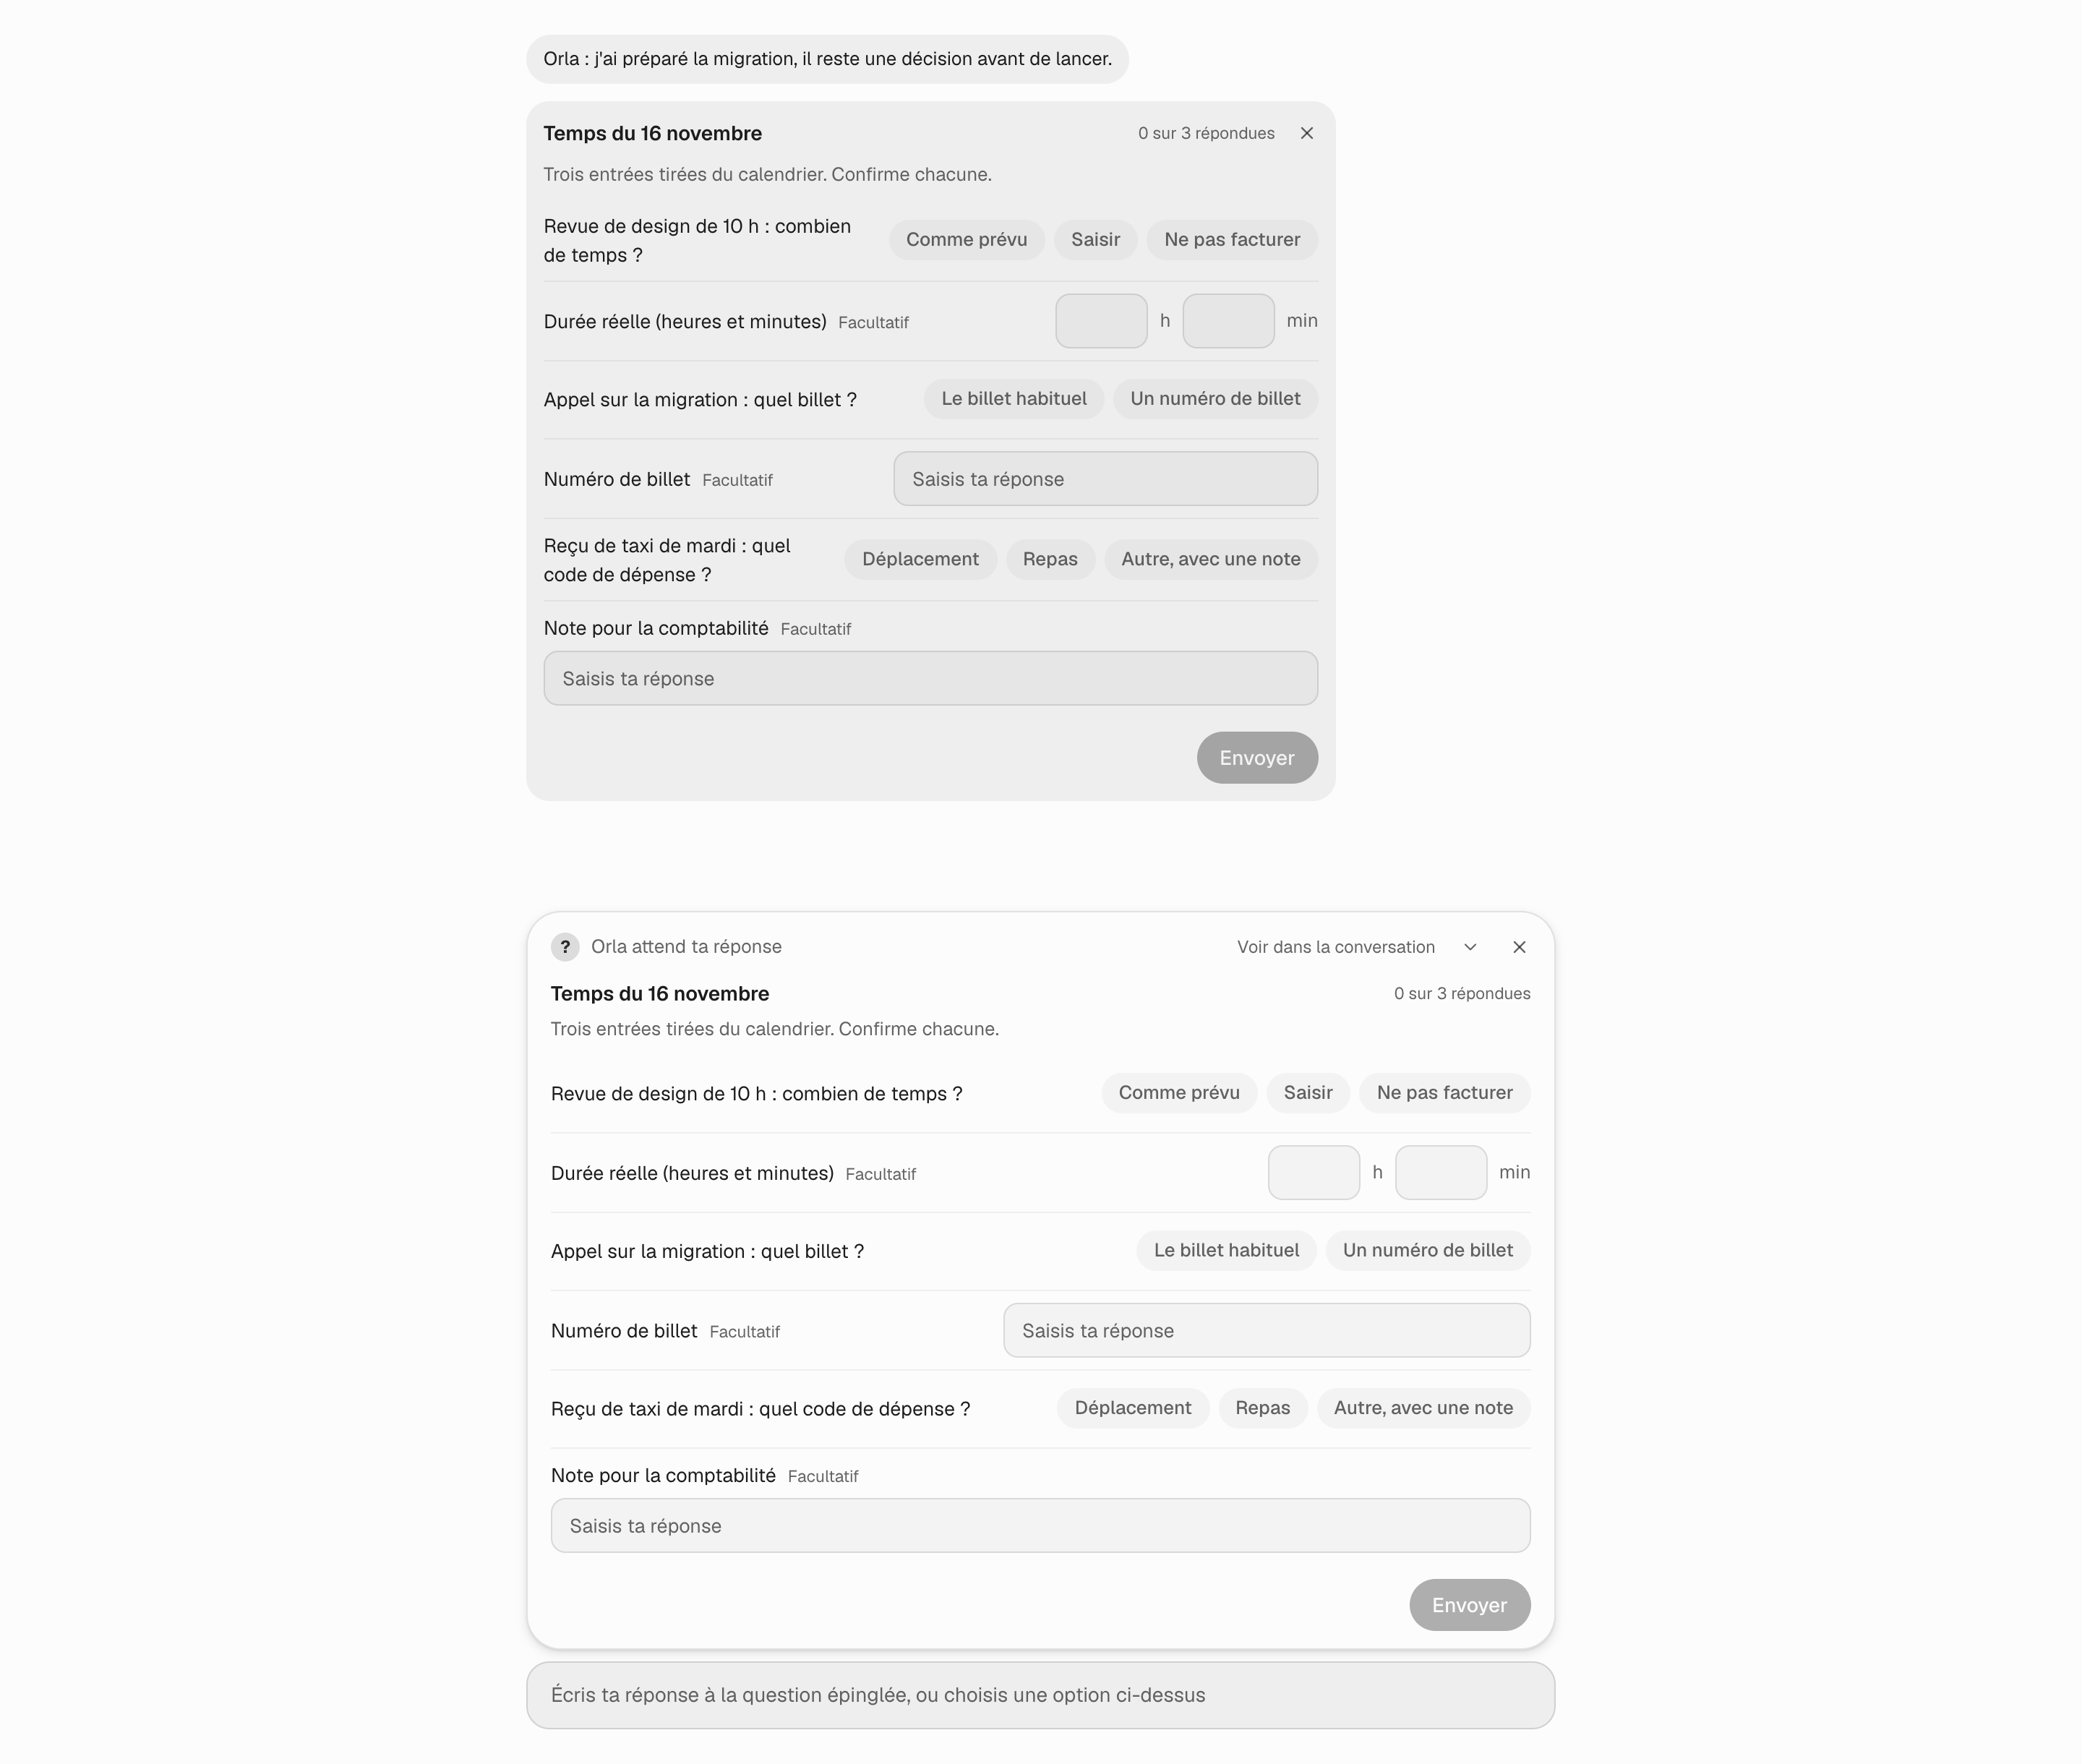 Orla : j'ai préparé la migration, il reste une décision avant de lancer.
Temps du 16 novembre
0 sur 3 répondues
Trois entrées tirées du calendrier. Confirme chacune.
Revue de design de 10 h : combien
de temps ?
Comme prévu
Saisir
Ne pas facturer
Durée réelle (heures et minutes) Facultatif
h
min
Appel sur la migration : quel billet ?
Le billet habituel
Un numéro de billet
Numéro de billet Facultatif
Saisis ta réponse
Reçu de taxi de mardi : quel
code de dépense ?
Déplacement
Repas
Autre, avec une note
Note pour la comptabilité Facultatif
Saisis ta réponse
Envoyer
? Orla attend ta réponse
Voir dans la conversation
Temps du 16 novembre
0 sur 3 répondues
Trois entrées tirées du calendrier. Confirme chacune.
Revue de design de 10 h : combien de temps ?
Comme prévu
Saisir
Ne pas facturer
Durée réelle (heures et minutes) Facultatif
h
min
Appel sur la migration : quel billet ?
Le billet habituel
Un numéro de billet
Numéro de billet Facultatif
Saisis ta réponse
Reçu de taxi de mardi : quel code de dépense ?
Déplacement
Repas
Autre, avec une note
Note pour la comptabilité Facultatif
Saisis ta réponse
Envoyer
Écris ta réponse à la question épinglée, ou choisis une option ci-dessus